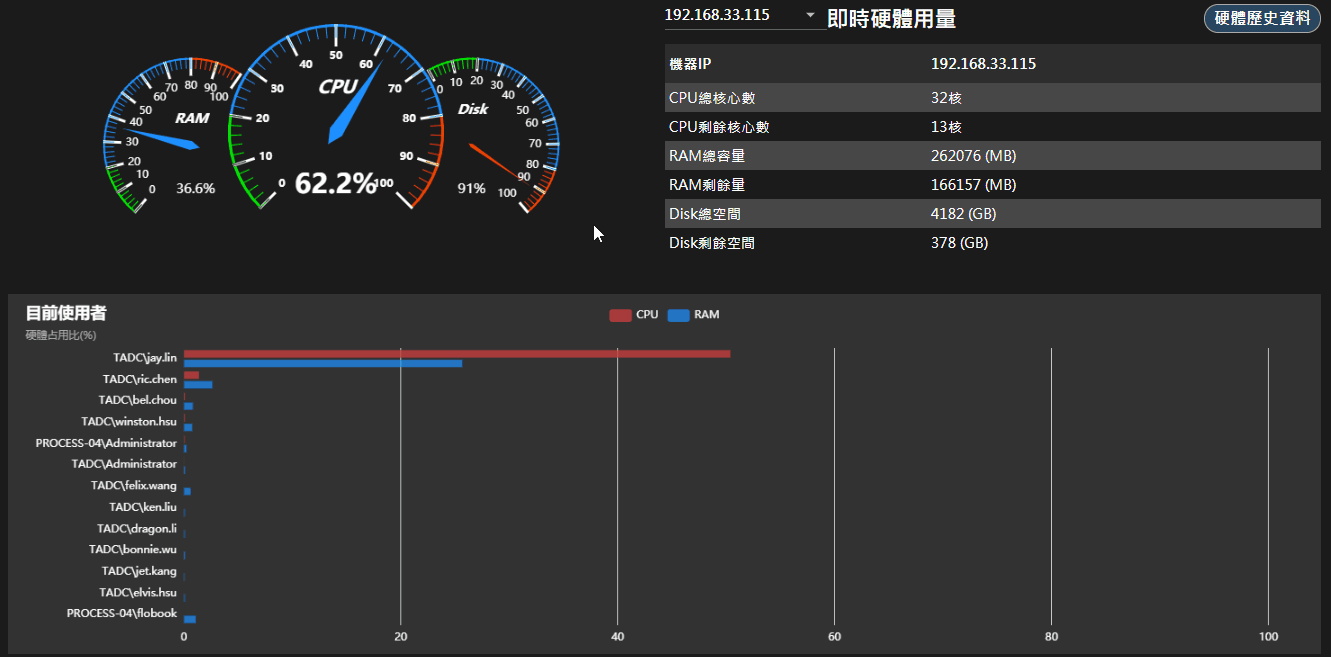 192.168.33.115 即時硬體用量 硬體歷史資料
RAM
0 10 20 30 40 50 60 70 80 90 100
36.6%
CPU
0 10 20 30 40 50 60 70 80 90 100
62.2%
Disk
0 10 20 30 40 50 60 70 80 90 100
91%
機器IP 192.168.33.115
CPU總核心數 32核
CPU剩餘核心數 13核
RAM總容量 262076 (MB)
RAM剩餘量 166157 (MB)
Disk總空間 4182 (GB)
Disk剩餘空間 378 (GB)
目前使用者
硬體占用比(%)
CPU RAM
TADC\jay.lin
TADC\ric.chen
TADC\bel.chou
TADC\winston.hsu
PROCESS-04\Administrator
TADC\Administrator
TADC\felix.wang
TADC\ken.liu
TADC\dragon.li
TADC\bonnie.wu
TADC\jet.kang
TADC\elvis.hsu
PROCESS-04\flobook
0 20 40 60 80 100